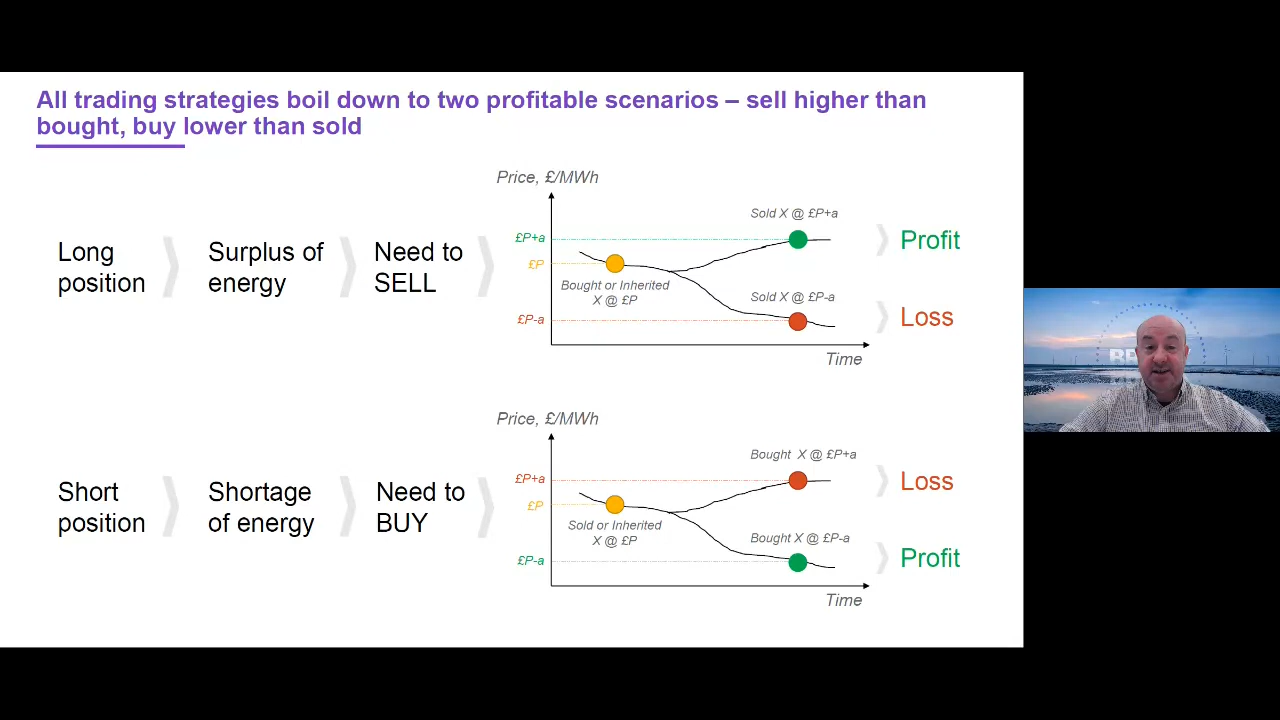 All trading strategies boil down to two profitable scenarios – sell higher than
bought, buy lower than sold
Long
position
Surplus of
energy
Need to
SELL
Price, £/MWh
£P+a
£P
£P-a
Bought or Inherited
X @ £P
Sold X @ £P+a
Sold X @ £P-a
Time
Profit
Loss
Short
position
Shortage
of energy
Need to
BUY
Price, £/MWh
£P+a
£P
£P-a
Sold or Inherited
X @ £P
Bought X @ £P+a
Bought X @ £P-a
Time
Loss
Profit